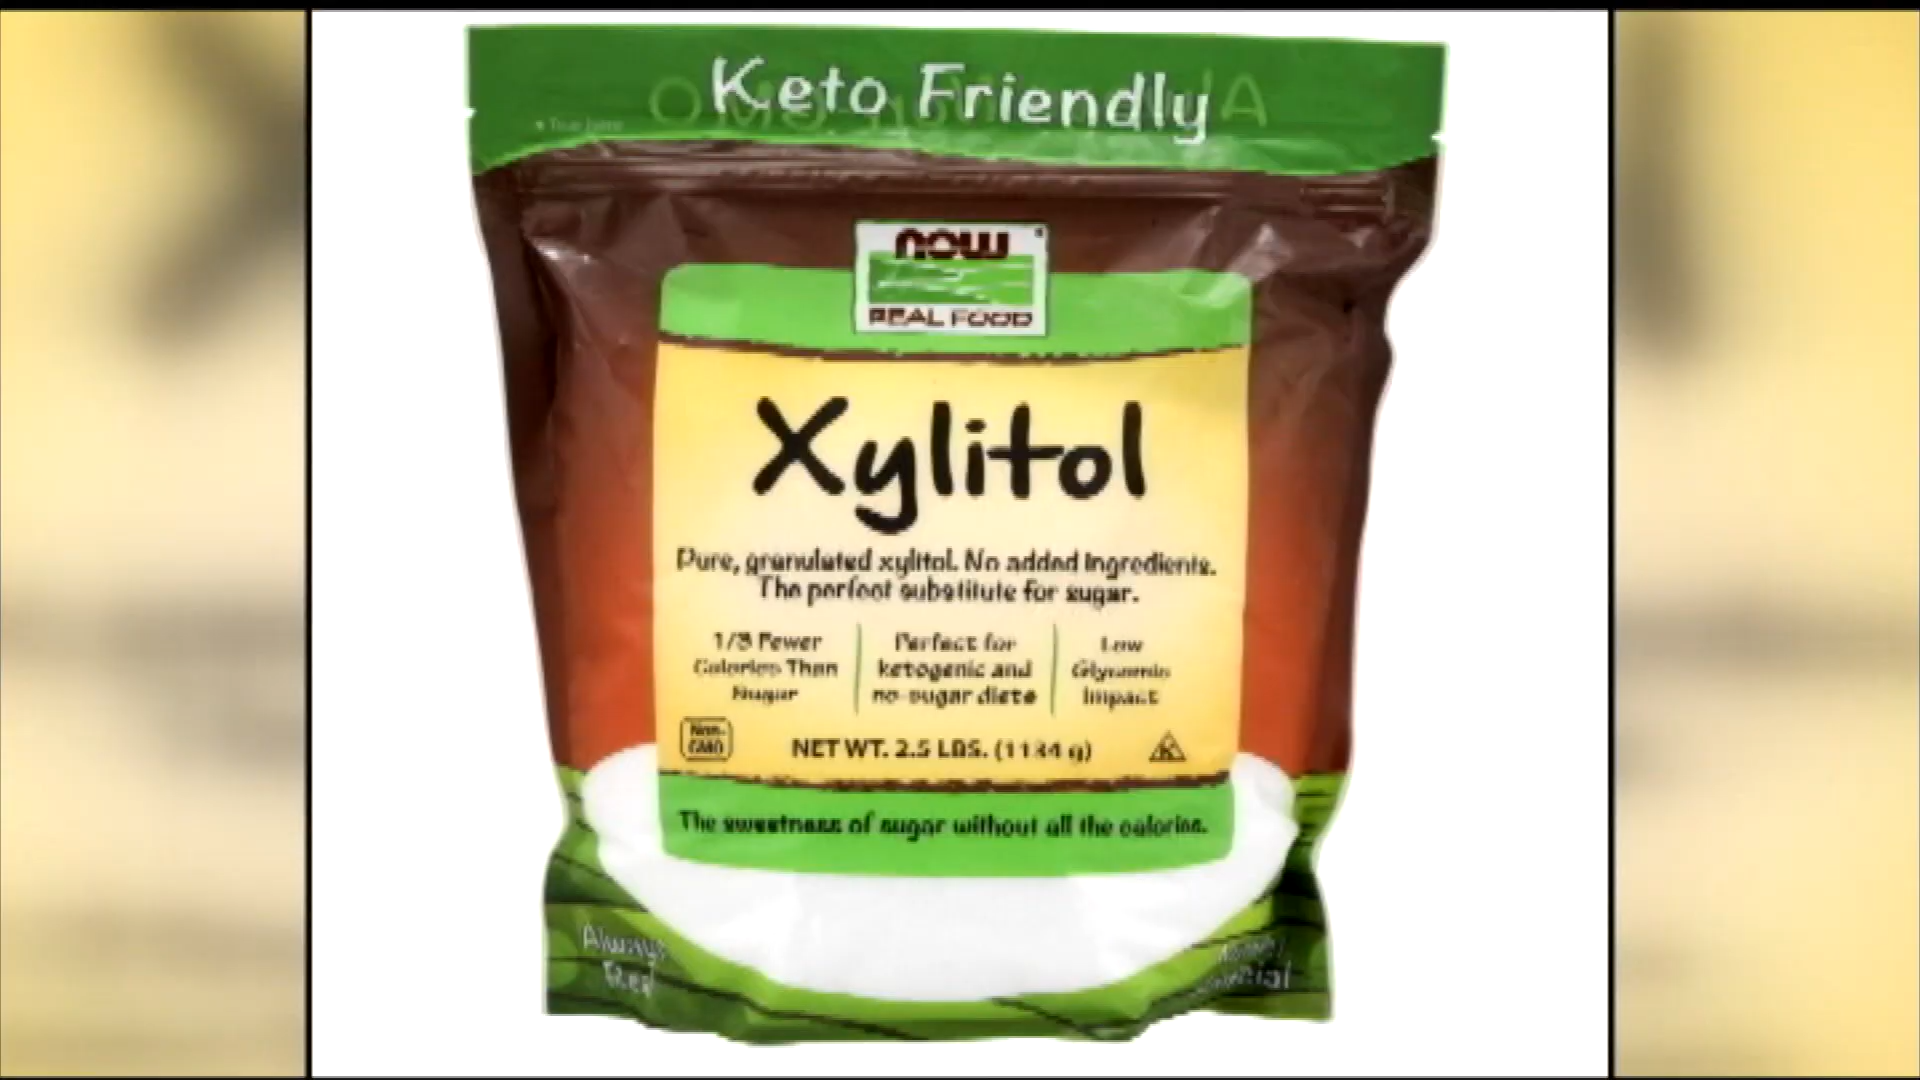 Keto Friendly
now
REAL FOOD
Xylitol
Pure, granulated xylitol. No added ingredients.
The perfect substitute for sugar.
1/3 Fewer
Calories Than
Sugar
Perfect for
ketogenic and
no-sugar diets
Low
Glycemic
Impact
Non-
GMO
NET WT. 2.5 LBS. (1134 g)
K
The sweetness of sugar without all the calories.
Always
Real